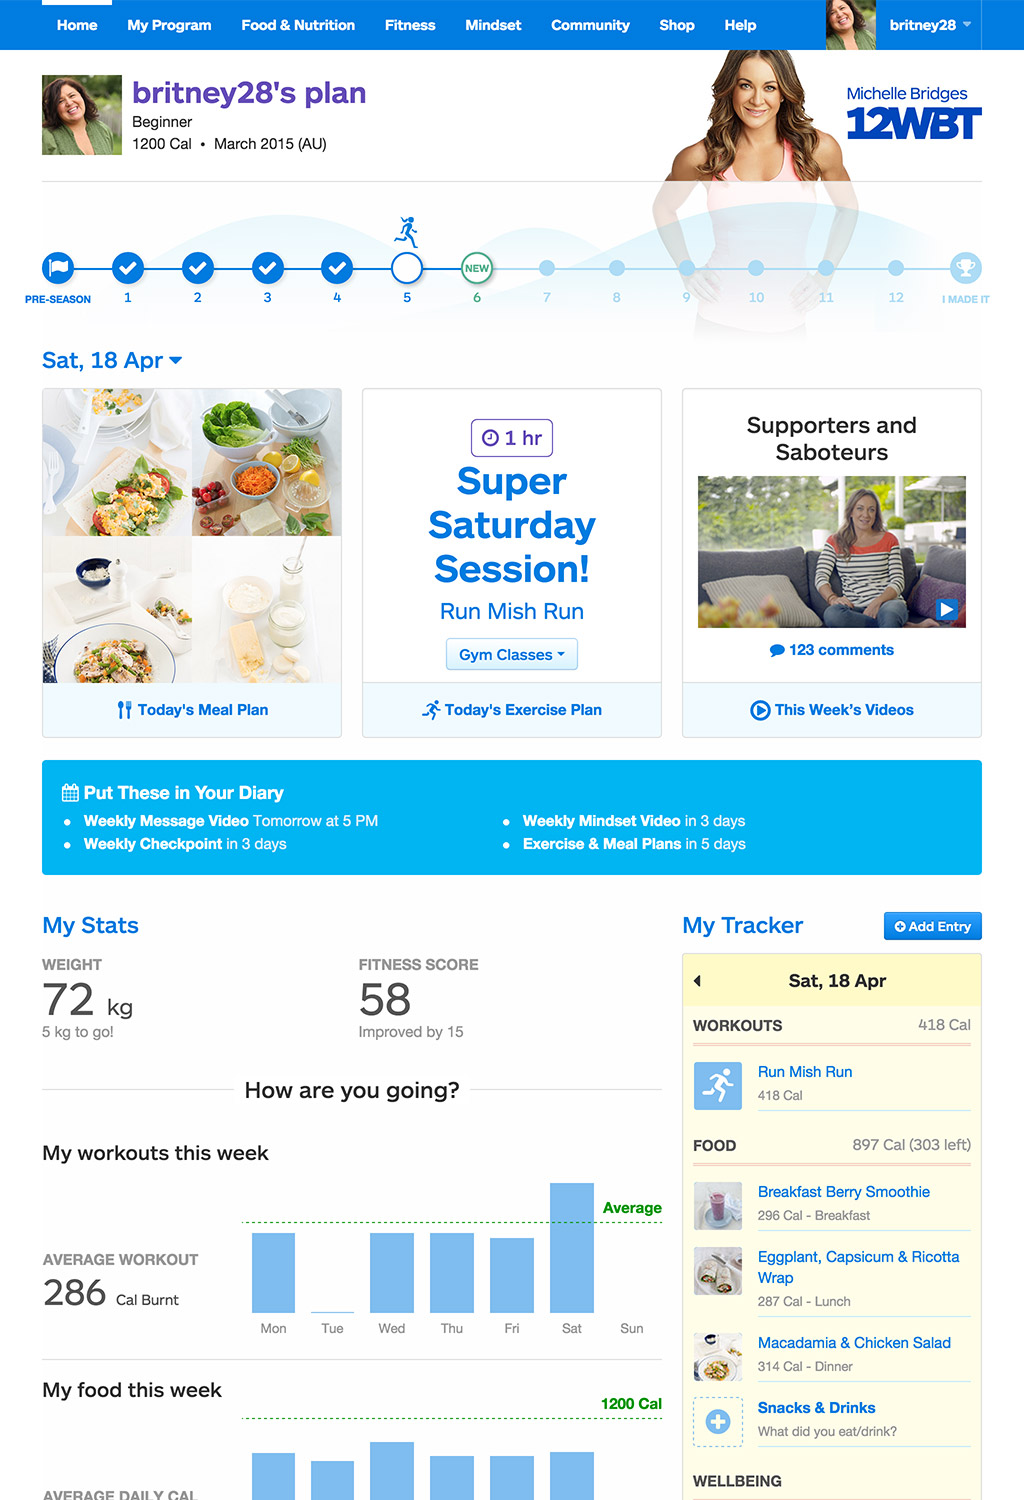 Home My Program Food & Nutrition Fitness Mindset Community Shop Help britney28
britney28's plan
Beginner
1200 Cal • March 2015 (AU)
Michelle Bridges
12WBT
NEW
PRE-SEASON 1 2 3 4 5 6 7 8 9 10 11 12 I MADE IT
Sat, 18 Apr
1 hr
Super
Saturday
Session!
Run Mish Run
Gym Classes
Supporters and
Saboteurs
123 comments
Today's Meal Plan
Today's Exercise Plan
This Week's Videos
Put These in Your Diary
• Weekly Message Video Tomorrow at 5 PM
• Weekly Checkpoint in 3 days
• Weekly Mindset Video in 3 days
• Exercise & Meal Plans in 5 days
My Stats
WEIGHT
72 kg
5 kg to go!
FITNESS SCORE
58
Improved by 15
How are you going?
My workouts this week
Average
AVERAGE WORKOUT
286 Cal Burnt
Mon Tue Wed Thu Fri Sat Sun
My food this week
1200 Cal
AVERAGE DAILY CAL
My Tracker
Add Entry
Sat, 18 Apr
WORKOUTS 418 Cal
Run Mish Run
418 Cal
FOOD 897 Cal (303 left)
Breakfast Berry Smoothie
296 Cal - Breakfast
Eggplant, Capsicum & Ricotta
Wrap
287 Cal - Lunch
Macadamia & Chicken Salad
314 Cal - Dinner
Snacks & Drinks
What did you eat/drink?
WELLBEING